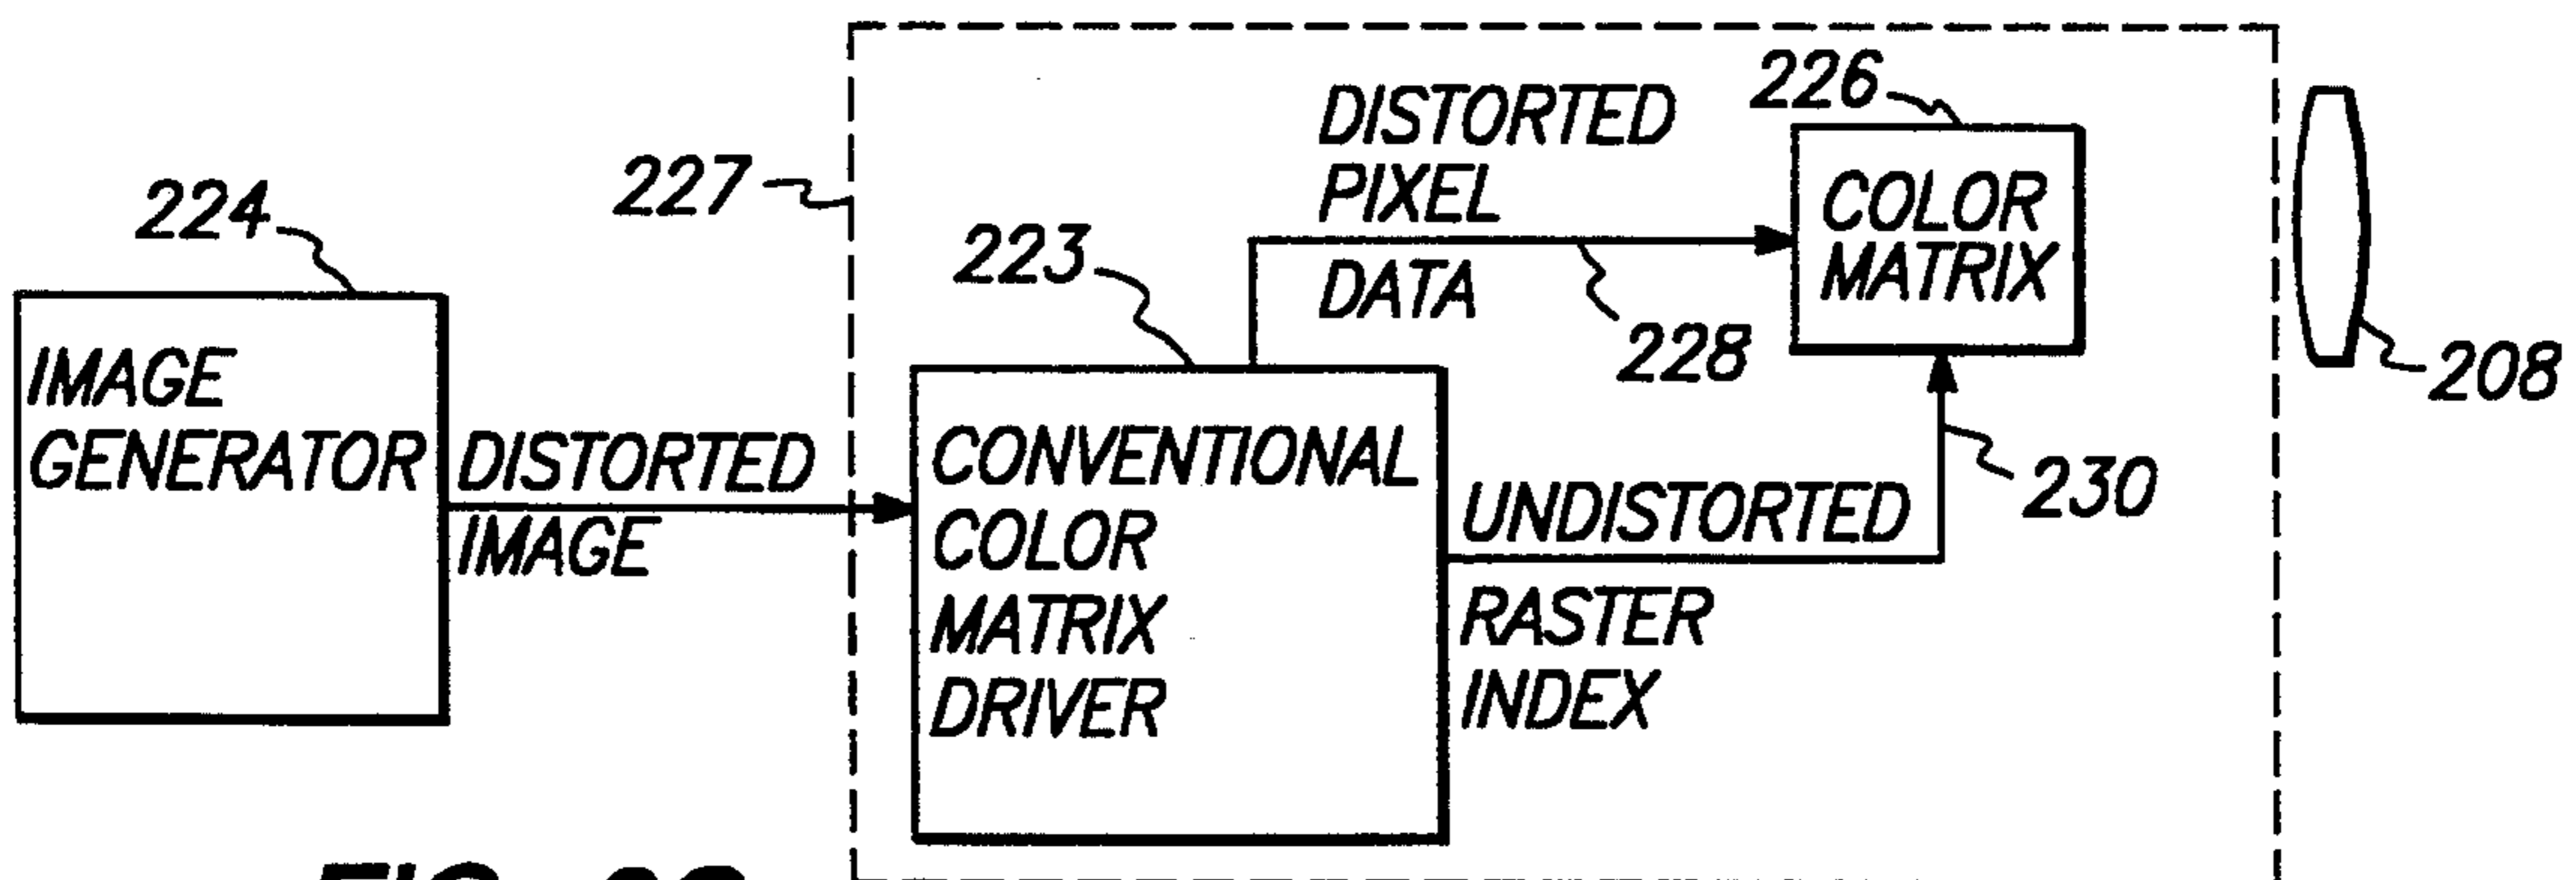 224
IMAGE
GENERATOR
DISTORTED
IMAGE
227
223
CONVENTIONAL
COLOR
MATRIX
DRIVER
DISTORTED
PIXEL
DATA
228
226
COLOR
MATRIX
UNDISTORTED
RASTER
INDEX
230
208